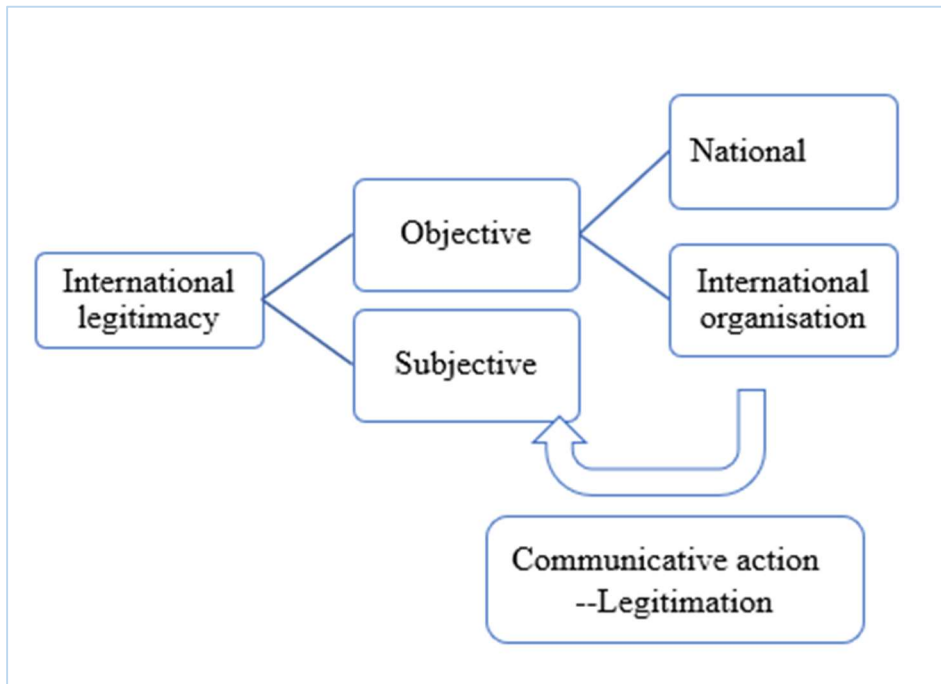 International
legitimacy
Objective
Subjective
National
International
organisation
Communicative action
--Legitimation